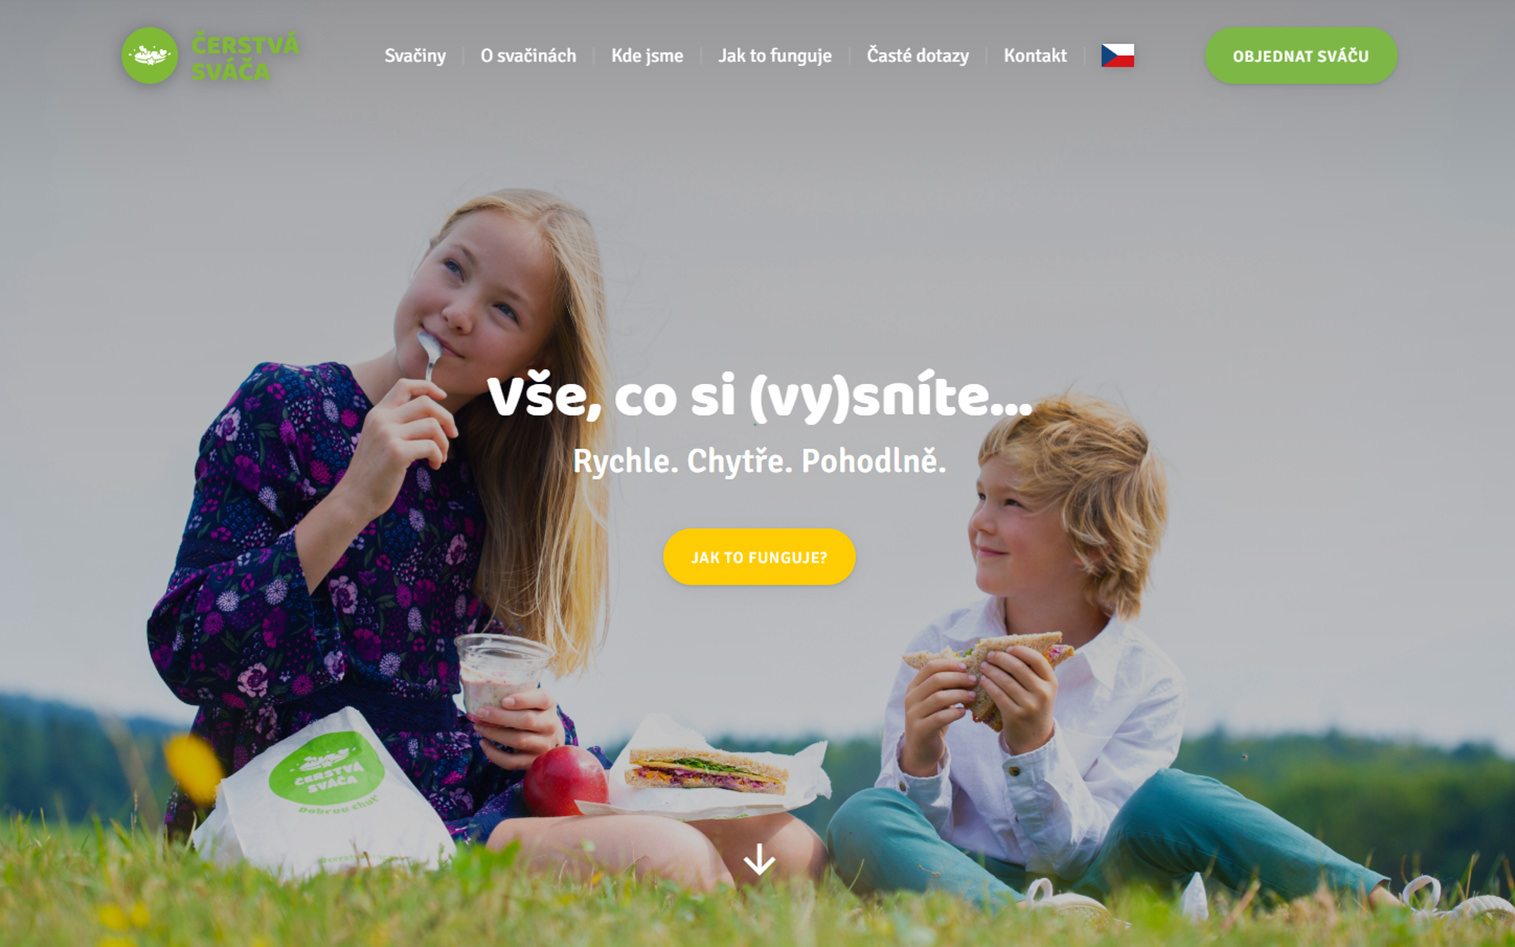 ČERSTVÁ
SVÁČA
Svačiny
O svačinách
Kde jsme
Jak to funguje
Časté dotazy
Kontakt
OBJEDNAT SVÁČU
Vše, co si (vy)sníte...
Rychle. Chytře. Pohodlně.
JAK TO FUNGUJE?
ČERSTVÁ
SVÁČA
Dobrou chuť